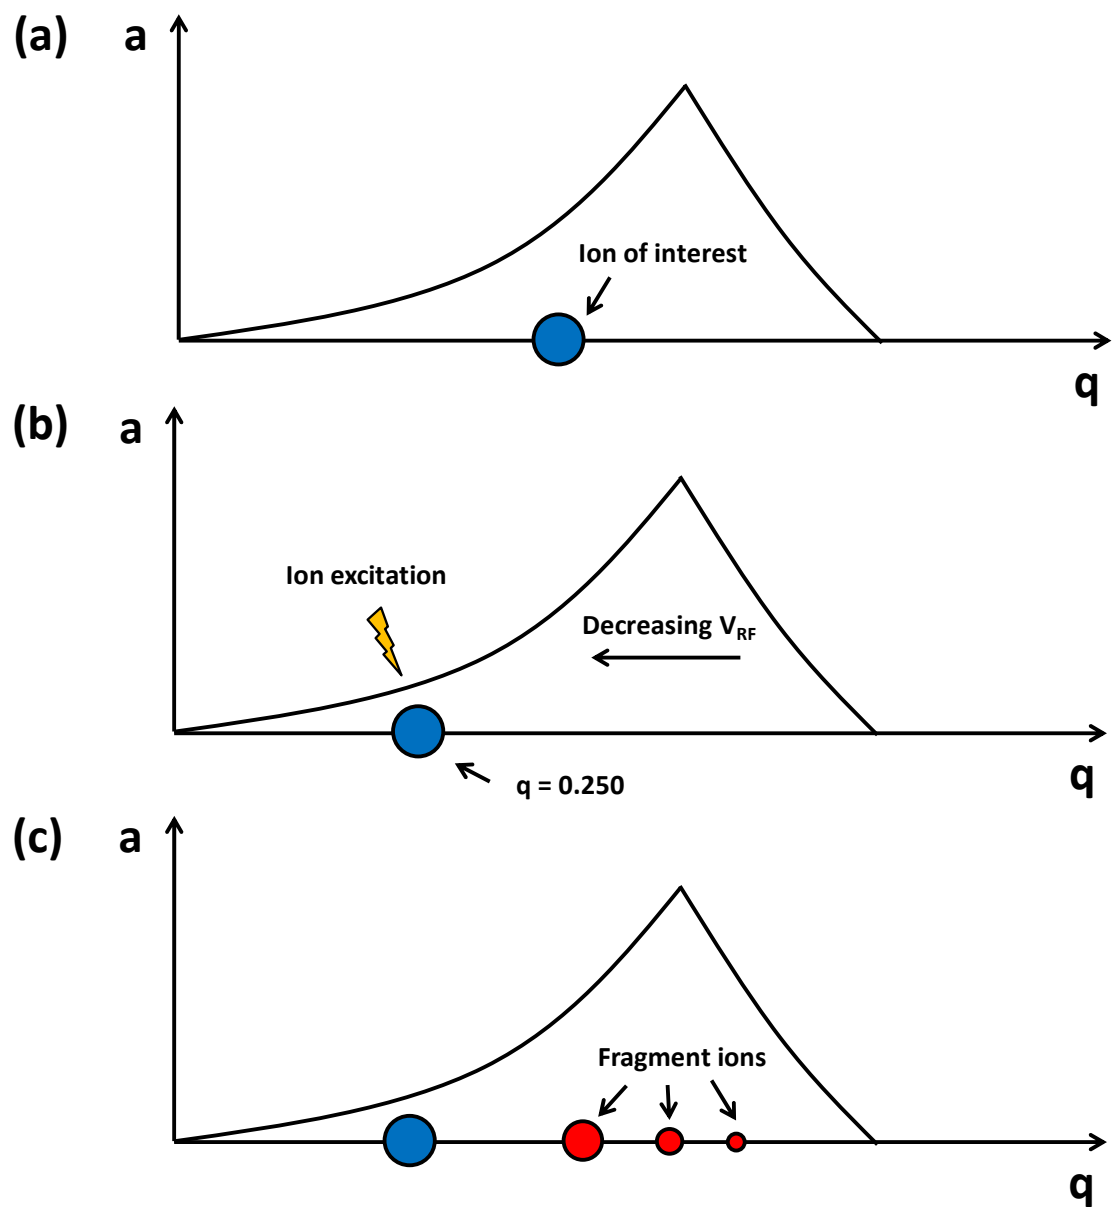 (a)
a
Ion of interest
q
(b)
a
Ion excitation
Decreasing V_RF
q = 0.250
q
(c)
a
Fragment ions
q